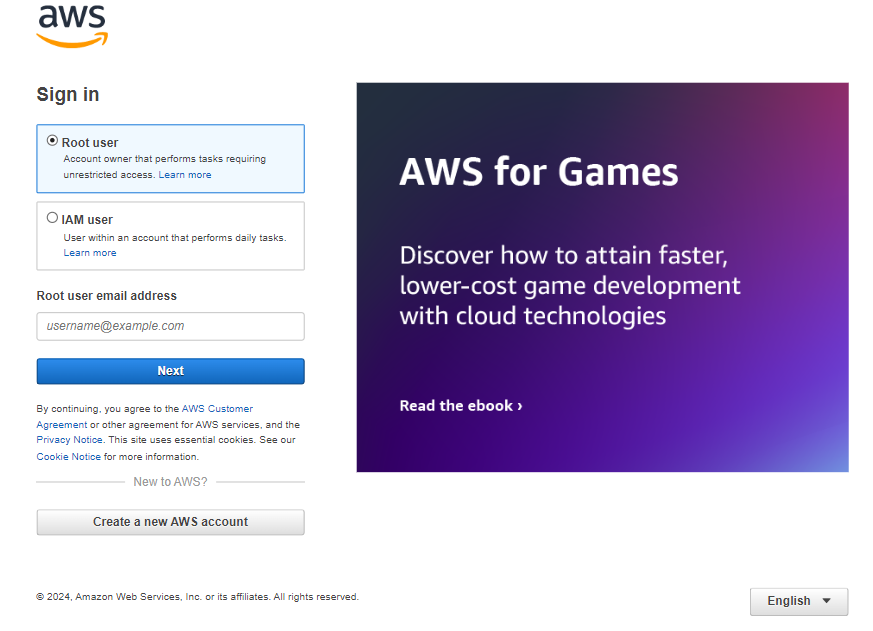 aws
Sign in
Root user
Account owner that performs tasks requiring
unrestricted access. Learn more
IAM user
User within an account that performs daily tasks.
Learn more
Root user email address
username@example.com
Next
By continuing, you agree to the AWS Customer
Agreement or other agreement for AWS services, and the
Privacy Notice. This site uses essential cookies. See our
Cookie Notice for more information.
New to AWS?
Create a new AWS account
AWS for Games
Discover how to attain faster,
lower-cost game development
with cloud technologies
Read the ebook ›
© 2024, Amazon Web Services, Inc. or its affiliates. All rights reserved.
English